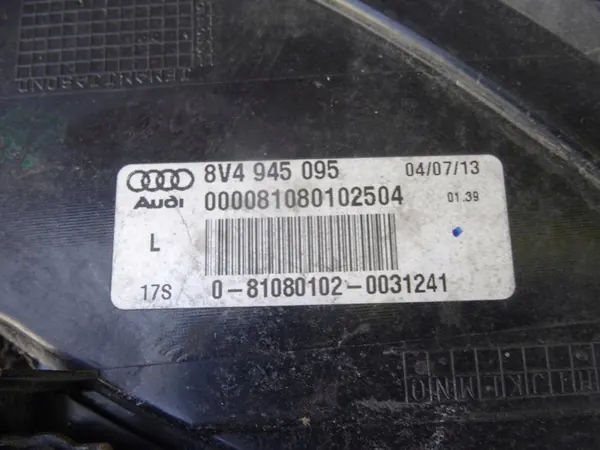 Audi
8V4 945 095 04/07/13
000081080102504 01.39
L
17S 0-81080102-0031241
H I J K L M N O